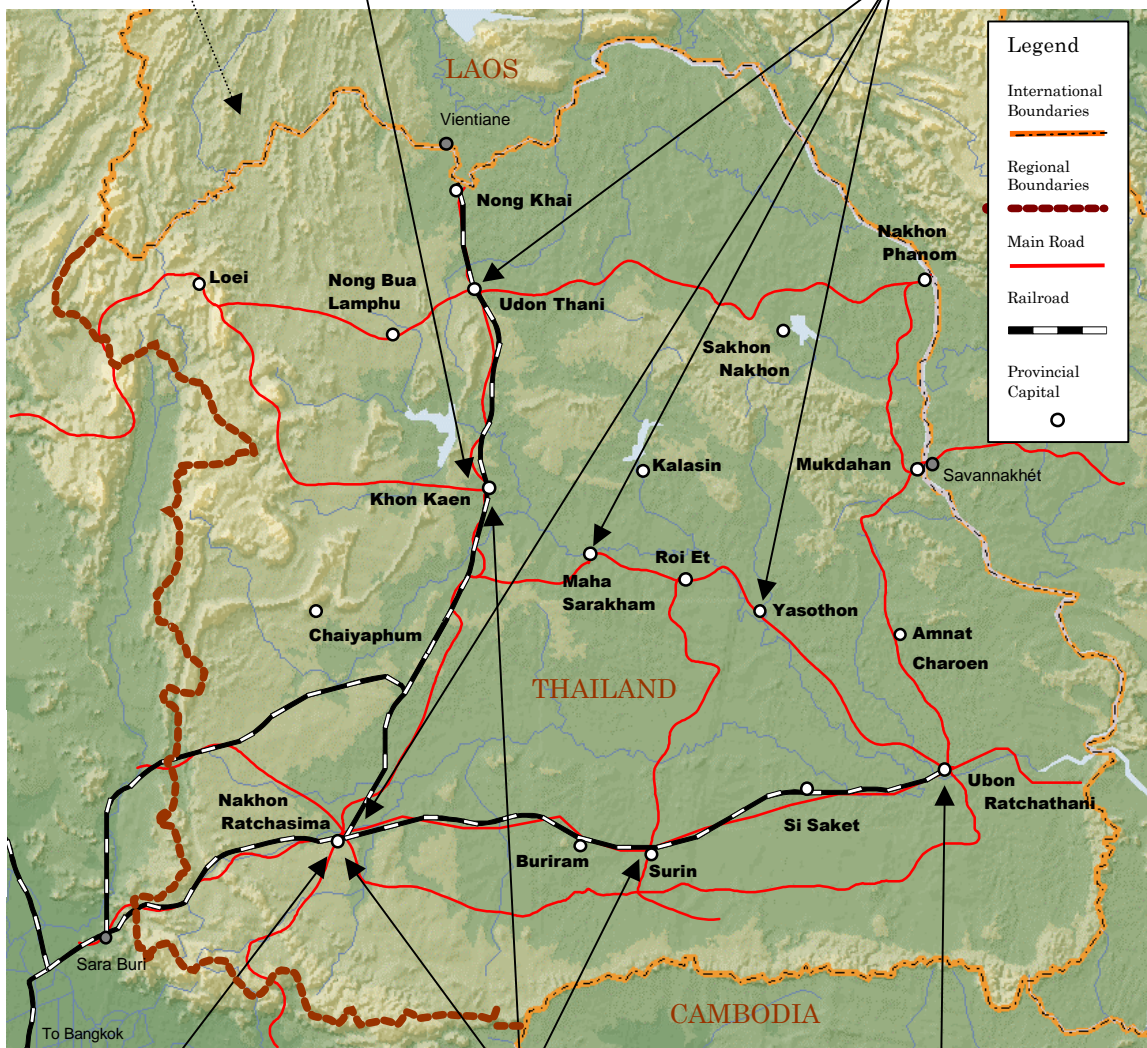 Legend
International
Boundaries
Regional
Boundaries
Main Road
Railroad
Provincial
Capital
LAOS
Vientiane
Nong Khai
Nakhon
Phanom
Loei
Nong Bua
Lamphu
Udon Thani
Sakhon
Nakhon
Kalasin
Mukdahan
Savannakhét
Khon Kaen
Roi Et
Maha
Sarakham
Yasothon
Chaiyaphum
Amnat
Charoen
THAILAND
Ubon
Ratchathani
Nakhon
Ratchasima
Si Saket
Buriram
Surin
Sara Buri
CAMBODIA
To Bangkok